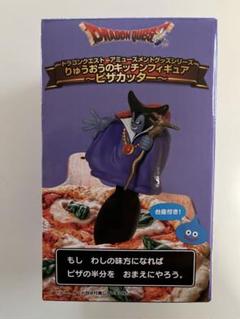 DRAGON QUEST
ドラゴンクエスト アミューズメントグッズシリーズ
りゅうおうのキッチンフィギュア
〜ピザカッター〜
台座付き!
もし わしの味方になれば
ピザの半分を おまえにやろう。